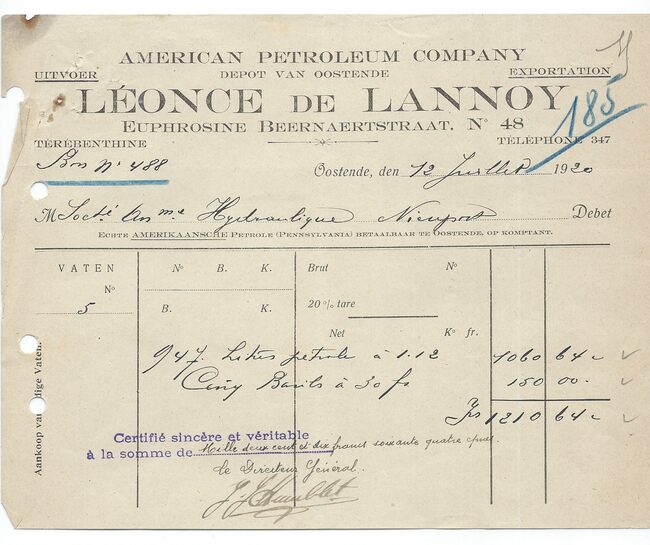 AMERICAN PETROLEUM COMPANY
UITVOER DEPOT VAN OOSTENDE EXPORTATION
LÉONCE DE LANNOY
EUPHROSINE BEERNAERTSTRAAT, N° 48
185
TÉRÉBENTHINE TÉLÉPHONE 347
Bon N° 488
Oostende, den 12 Juillet 1920
M Socté Anme Hydraulique Nieuport Debet
ECHTE AMERIKAANSCHE PETROLE (PENNSYLVANIA) BETAALBAAR TE OOSTENDE, OP KOMPTANT.
VATEN N° B. K. Brut N°
N°
5 B. K. 20 % tare
Net K° fr.
947 Litres petrole à 1.12 1060 64
Cinq Barils à 30 fs 150 00
Frs 1210 64
Aankoop van ledige Vaten.
Certifié sincère et véritable
à la somme de Mille deux cent et dix francs soixante quatre cmes.
le Directeur Général.